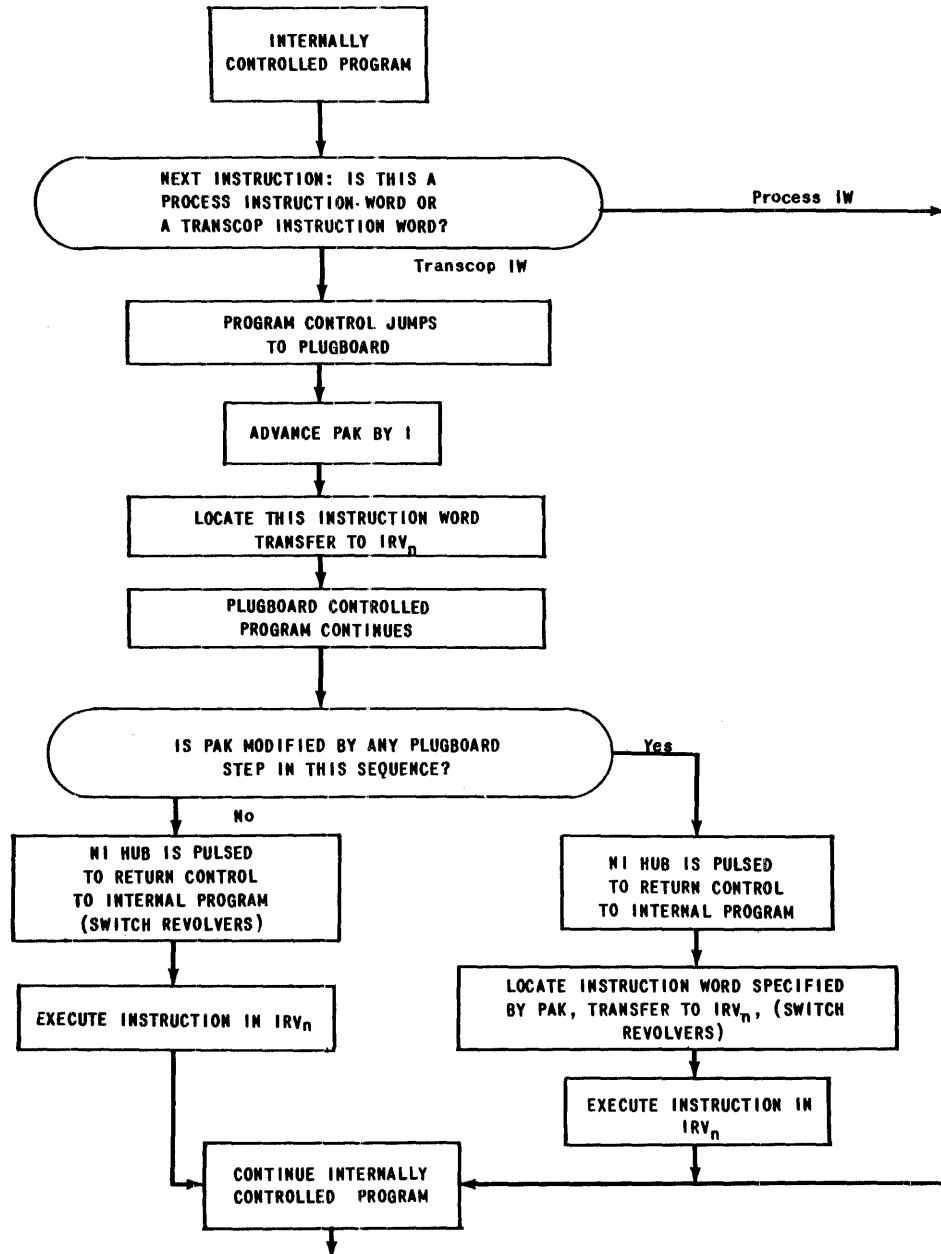 INTERNALLY
CONTROLLED PROGRAM
NEXT INSTRUCTION: IS THIS A
PROCESS INSTRUCTION-WORD OR
A TRANSCOP INSTRUCTION WORD?
Process IW
Transcop IW
PROGRAM CONTROL JUMPS
TO PLUGBOARD
ADVANCE PAK BY 1
LOCATE THIS INSTRUCTION WORD
TRANSFER TO IRVn
PLUGBOARD CONTROLLED
PROGRAM CONTINUES
IS PAK MODIFIED BY ANY PLUGBOARD
STEP IN THIS SEQUENCE?
Yes
No
NI HUB IS PULSED
TO RETURN CONTROL
TO INTERNAL PROGRAM
(SWITCH REVOLVERS)
NI HUB IS PULSED
TO RETURN CONTROL
TO INTERNAL PROGRAM
EXECUTE INSTRUCTION IN IRVn
LOCATE INSTRUCTION WORD SPECIFIED
BY PAK, TRANSFER TO IRVn, (SWITCH
REVOLVERS)
EXECUTE INSTRUCTION IN
IRVn
CONTINUE INTERNALLY
CONTROLLED PROGRAM